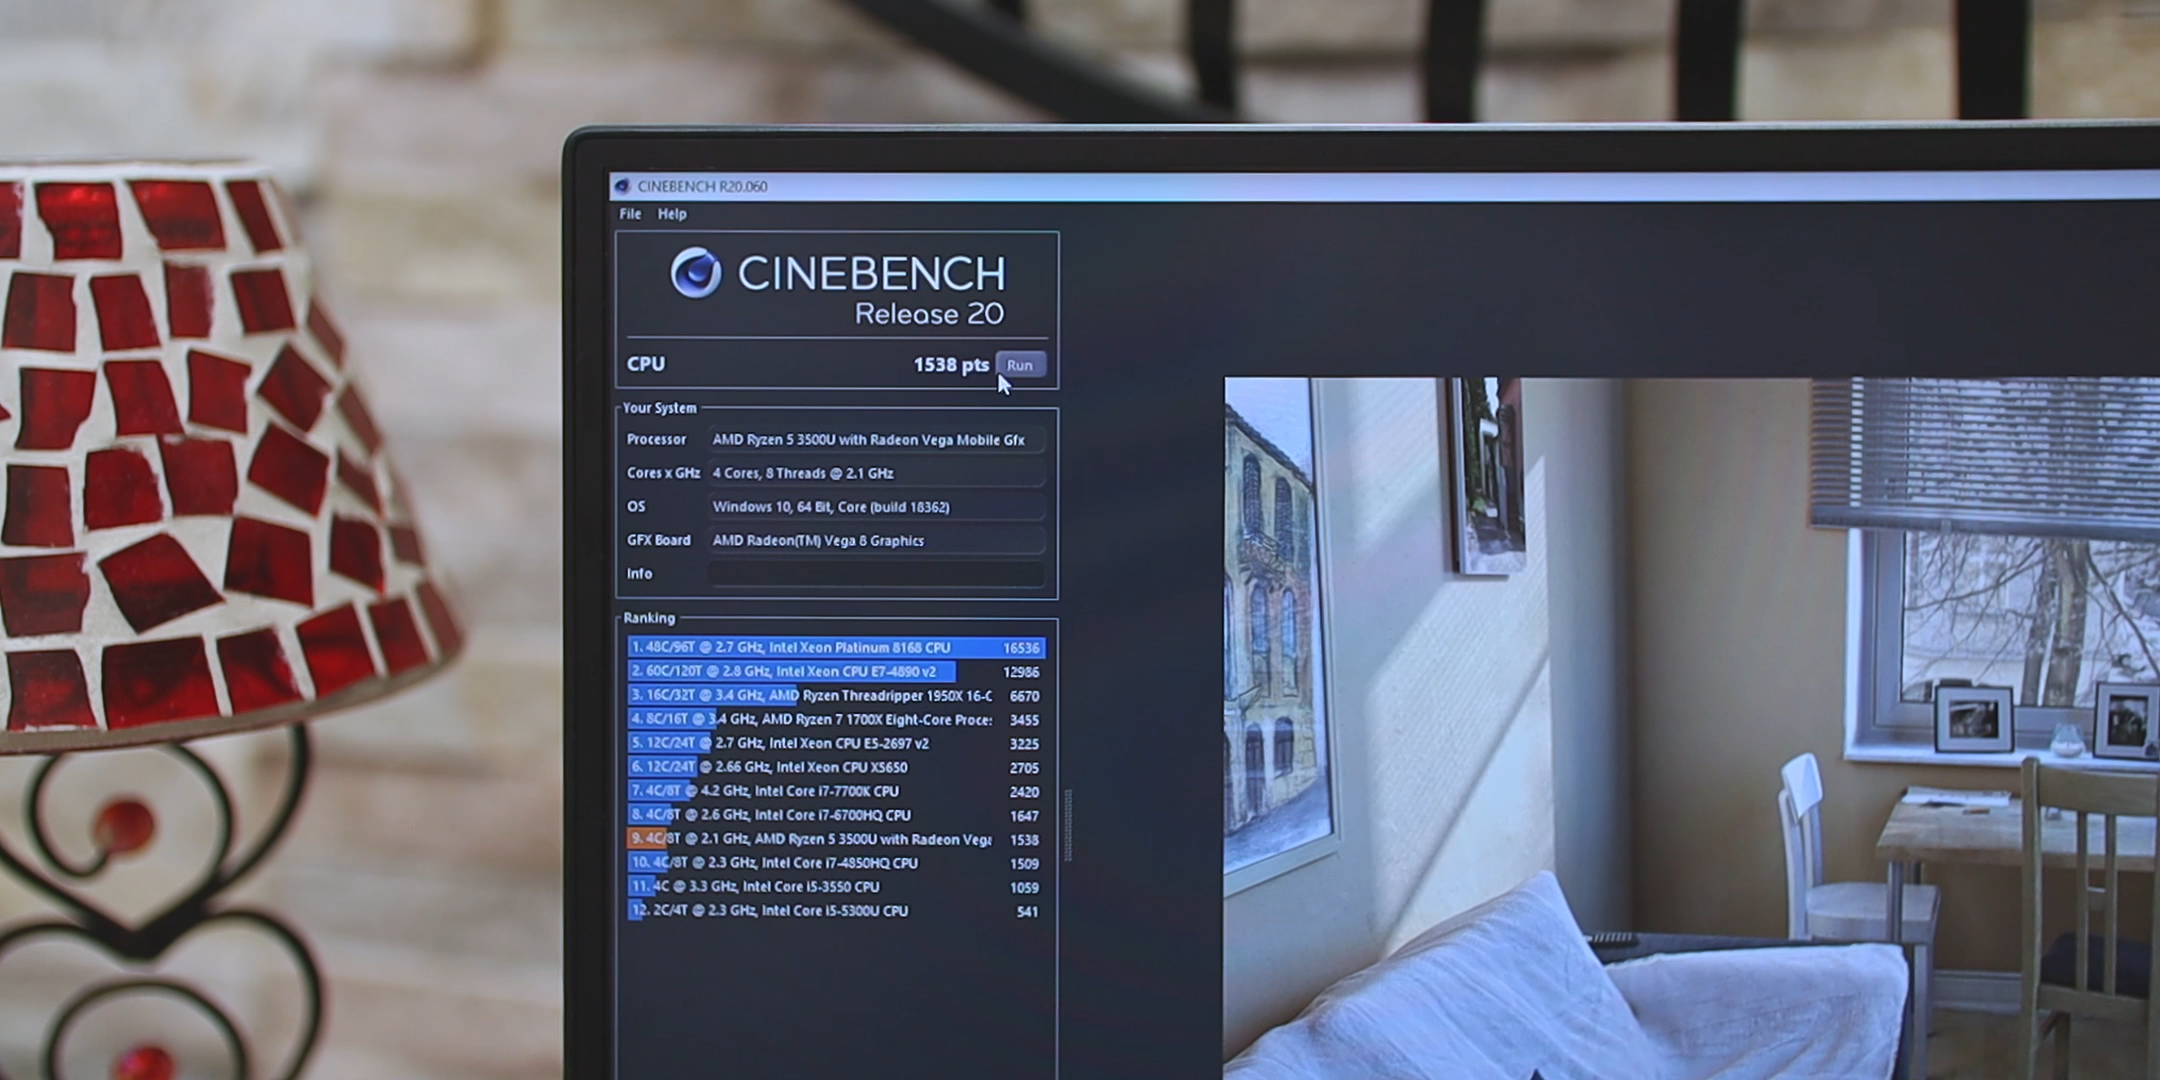 CINEBENCH R20.060
File Help
CINEBENCH
Release 20
CPU 1538 pts Run
Your System
Processor AMD Ryzen 5 3500U with Radeon Vega Mobile Gfx
Cores x GHz 4 Cores, 8 Threads @ 2.1 GHz
OS Windows 10, 64 Bit, Core (build 18362)
GFX Board AMD Radeon(TM) Vega 8 Graphics
Info
Ranking
1. 48C/96T @ 2.7 GHz, Intel Xeon Platinum 8168 CPU 16536
2. 60C/120T @ 2.8 GHz, Intel Xeon CPU E7-4890 v2 12986
3. 16C/32T @ 3.4 GHz, AMD Ryzen Threadripper 1950X 16-C 6670
4. 8C/16T @ 3.4 GHz, AMD Ryzen 7 1700X Eight-Core Proce: 3455
5. 12C/24T @ 2.7 GHz, Intel Xeon CPU E5-2697 v2 3225
6. 12C/24T @ 2.66 GHz, Intel Xeon CPU X5650 2705
7. 4C/8T @ 4.2 GHz, Intel Core i7-7700K CPU 2420
8. 4C/8T @ 2.6 GHz, Intel Core i7-6700HQ CPU 1647
9. 4C/8T @ 2.1 GHz, AMD Ryzen 5 3500U with Radeon Vega 1538
10. 4C/8T @ 2.3 GHz, Intel Core i7-4850HQ CPU 1509
11. 4C @ 3.3 GHz, Intel Core i5-3550 CPU 1059
12. 2C/4T @ 2.3 GHz, Intel Core i5-5300U CPU 541